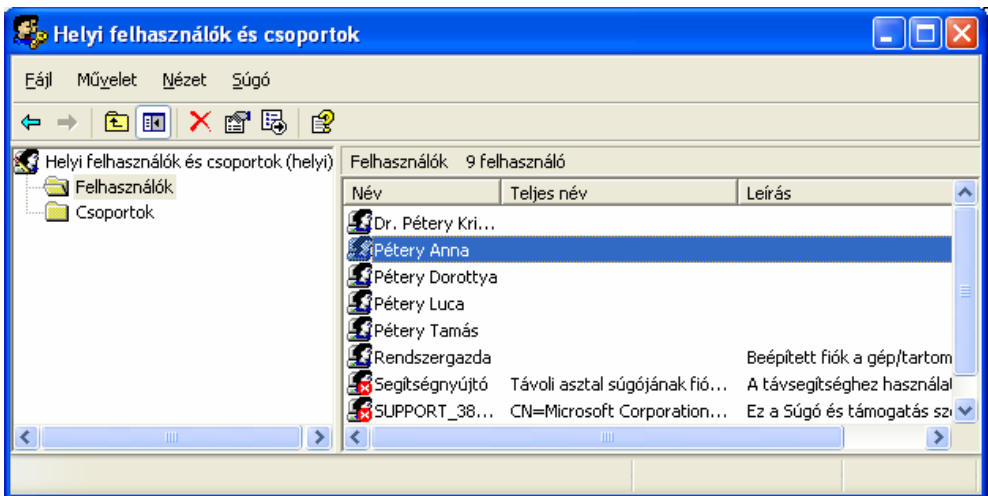 Helyi felhasználók és csoportok
Fájl Művelet Nézet Súgó
Helyi felhasználók és csoportok (helyi)
Felhasználók
Csoportok
Felhasználók 9 felhasználó
Név Teljes név Leírás
Dr. Pétery Kri...
Pétery Anna
Pétery Dorottya
Pétery Luca
Pétery Tamás
Rendszergazda Beépített fiók a gép/tartom
Segítségnyújtó Távoli asztal súgójának fió... A távsegítséghez használat
SUPPORT_38... CN=Microsoft Corporation... Ez a Súgó és támogatás szo